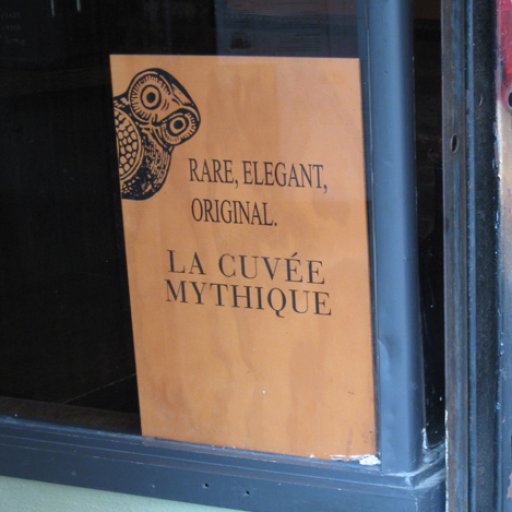 RARE, ELEGANT,
ORIGINAL.
LA CUVÉE
MYTHIQUE